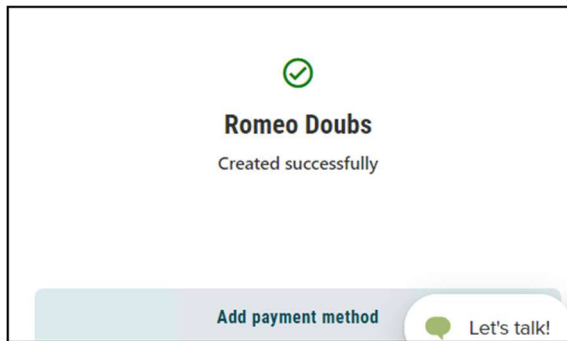 Romeo Doubs
Created successfully
Add payment method
Let's talk!